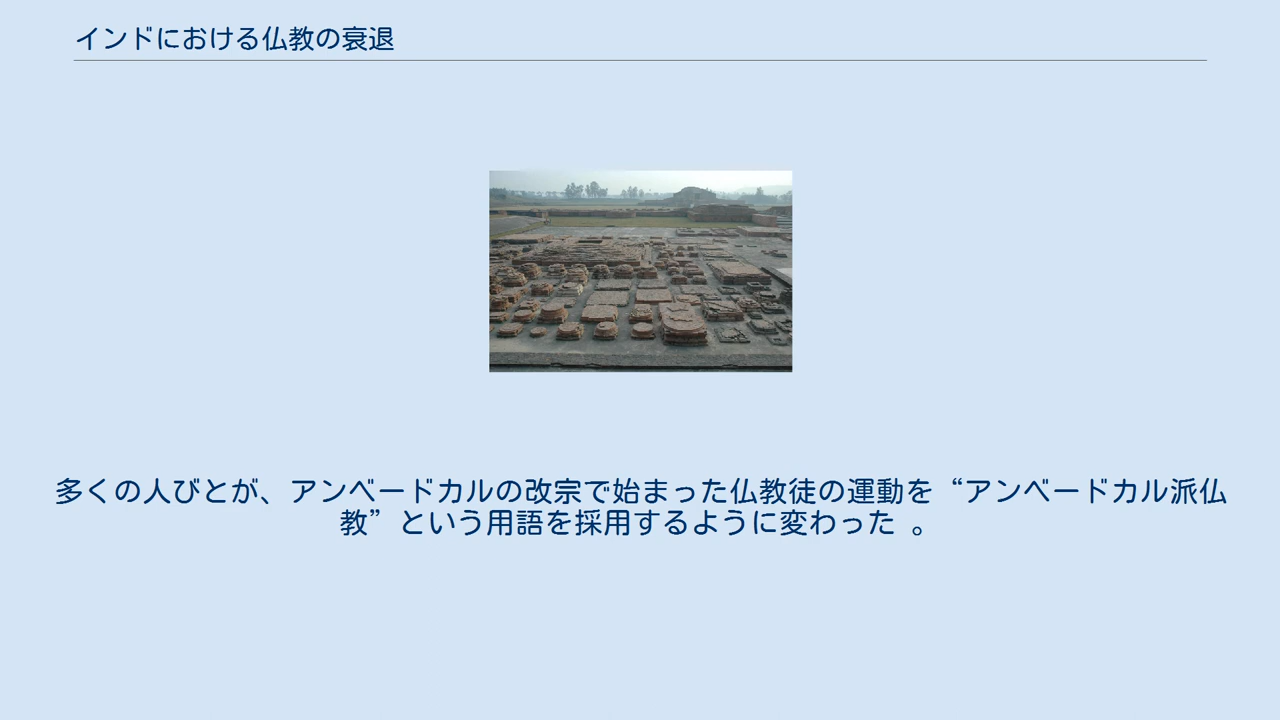 インドにおける仏教の衰退
多くの人びとが、アンベードカルの改宗で始まった仏教徒の運動を“アンベードカル派仏
教”という用語を採用するように変わった 。